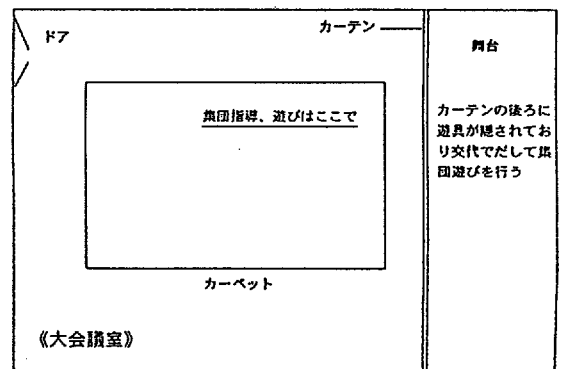 ドア
カーテン
舞台
集団指導、遊びはここで
カーテンの後ろに
遊具が隠されてお
り交代でだして集
団遊びを行う
カーペット
《大会議室》